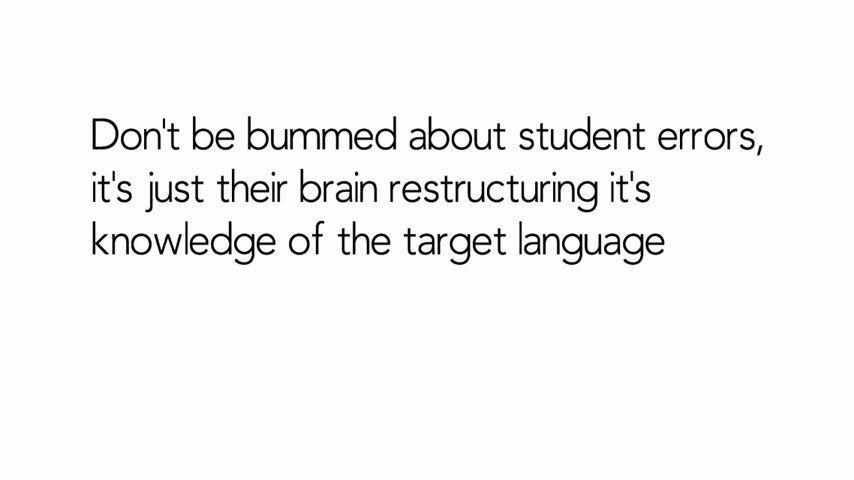 Don't be bummed about student errors,
it's just their brain restructuring it's
knowledge of the target language